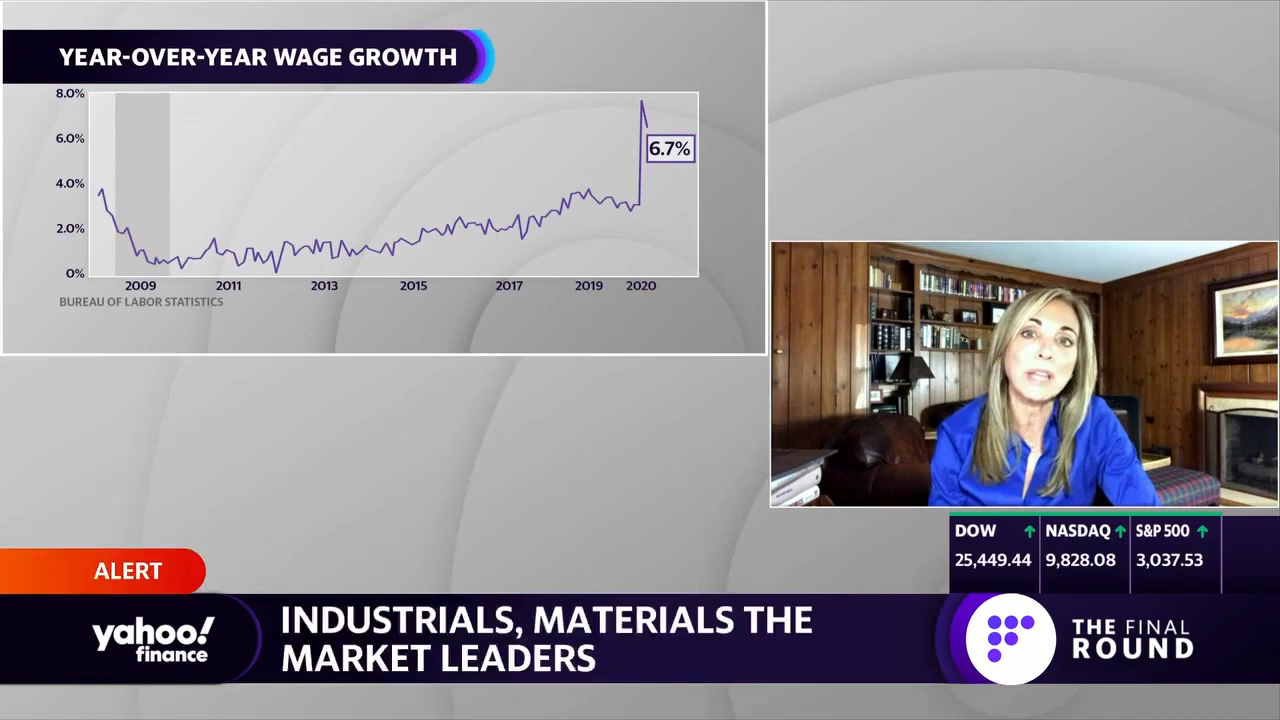 YEAR-OVER-YEAR WAGE GROWTH
8.0%
6.0%
4.0%
2.0%
0%
6.7%
2009 2011 2013 2015 2017 2019 2020
BUREAU OF LABOR STATISTICS
DOW NASDAQ S&P 500
25,449.44 9,828.08 3,037.53
ALERT
yahoo!
finance
INDUSTRIALS, MATERIALS THE
MARKET LEADERS
THE FINAL
ROUND